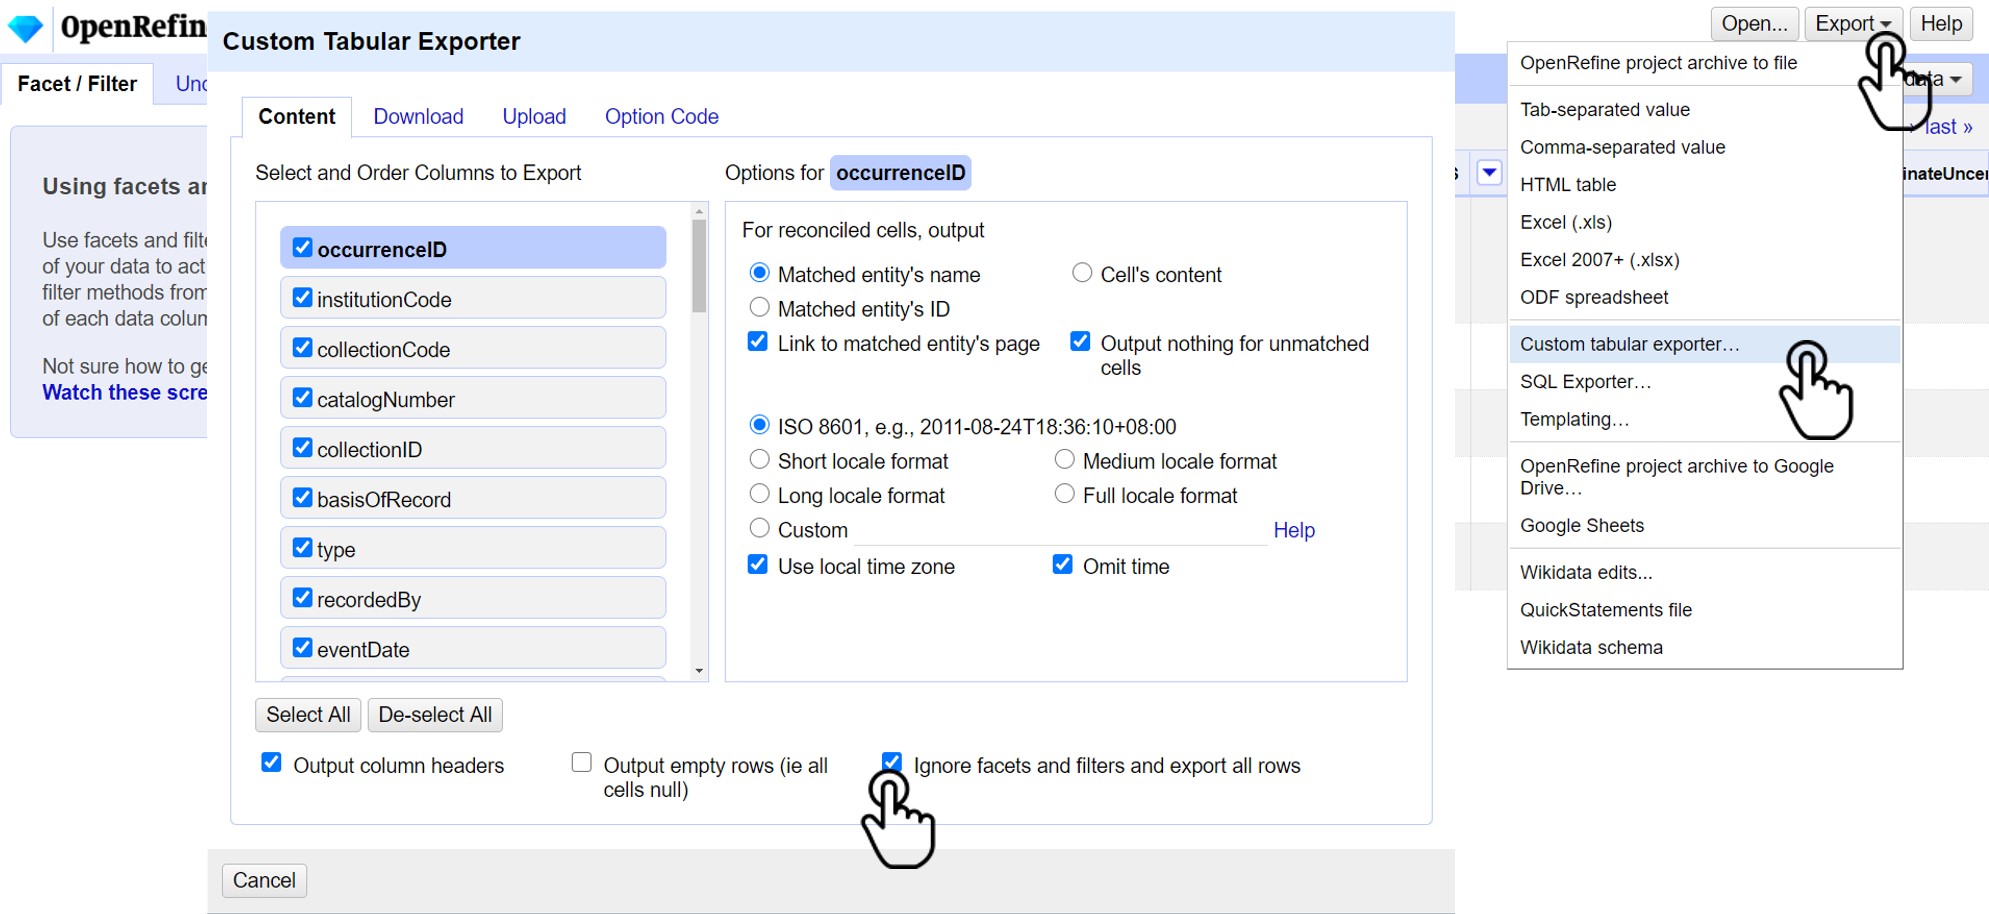 OpenRefin
Open...
Export
Help
Custom Tabular Exporter
Facet / Filter
data
last »
Content
Download
Upload
Option Code
Using facets
Use facets and
of your data to act
filter methods from
of each data
Not sure how to
Watch these
Select and Order Columns to Export
occurrenceID
institutionCode
collectionCode
catalogNumber
collectionID
basisOfRecord
type
recordedBy
eventDate
Select All
De-select All
Options for occurrenceID
For reconciled cells, output
Matched entity's name
Cell's content
Matched entity's ID
Link to matched entity's page
Output nothing for unmatched
cells
ISO 8601, e.g., 2011-08-24T18:36:10+08:00
Short locale format
Medium locale format
Long locale format
Full locale format
Custom
Help
Use local time zone
Omit time
Output column headers
Output empty rows (ie all
cells null)
Ignore facets and filters and export all rows
Cancel
OpenRefine project archive to file
Tab-separated value
Comma-separated value
HTML table
Excel (.xls)
Excel 2007+ (.xlsx)
ODF spreadsheet
Custom tabular exporter…
SQL Exporter…
Templating…
OpenRefine project archive to Google
Drive…
Google Sheets
Wikidata edits...
QuickStatements file
Wikidata schema